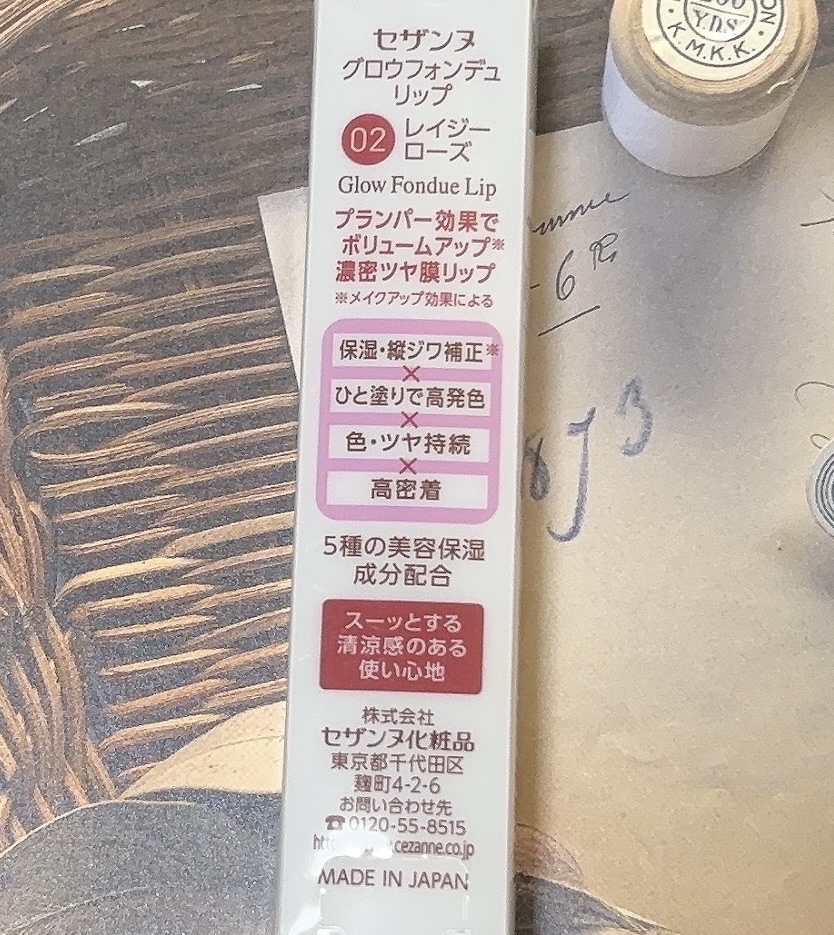 セザンヌ
グロウフォンデュ
リップ
02 レイジー
ローズ
Glow Fondue Lip
プランパー効果で
ボリュームアップ※
濃密ツヤ膜リップ
※メイクアップ効果による
保湿・縦ジワ補正※
×
ひと塗りで高発色
×
色・ツヤ持続
×
高密着
5種の美容保湿
成分配合
スーッとする
清涼感のある
使い心地
株式会社
セザンヌ化粧品
東京都千代田区
麹町4-2-6
お問い合わせ先
☎0120-55-8515
cezanne.co.jp
MADE IN JAPAN
YDS
K.M.K.K.
6